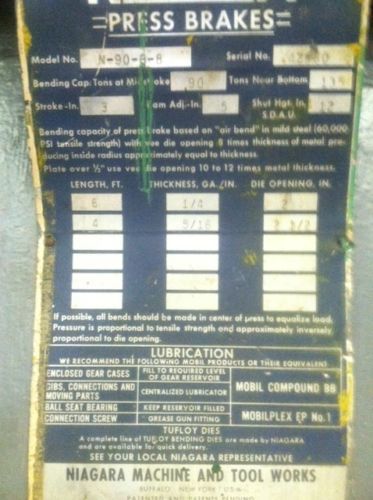 PRESS BRAKES
Model No. N-90-6-8 Serial No.
Bending Cap. Tons at Midstroke 90 Tons Near Bottom
Stroke-In. 3 Ram Adj.-In. 5 Shut Hgt. In. 12
S.D.A.U.
Bending capacity of press brake based on "air bend" in mild steel (60,000
PSI tensile strength) with vee die opening 8 times thickness of metal pro-
ducing inside radius approximately equal to thickness.
Plate over ½" use vee die opening 10 to 12 times metal thickness.
LENGTH, FT. THICKNESS, GA./IN. DIE OPENING, IN.
6 1/4 2
4 5/16 2 1/2
If possible, all bends should be made in center of press to equalize load.
Pressure is proportional to tensile strength and approximately inversely
proportional to die opening.
LUBRICATION
WE RECOMMEND THE FOLLOWING MOBIL PRODUCTS OR THEIR EQUIVALENT
ENCLOSED GEAR CASES FILL TO REQUIRED LEVEL OF GEAR RESERVOIR MOBIL COMPOUND BB
GIBS, CONNECTIONS AND MOVING PARTS CENTRALIZED LUBRICATOR
BALL SEAT BEARING KEEP RESERVOIR FILLED MOBILPLEX EP No. 1
CONNECTION SCREW GREASE GUN FITTING
TUFLOY DIES
A complete line of TUFLOY BENDING DIES are made by NIAGARA
and are available for quick delivery.
SEE YOUR LOCAL NIAGARA REPRESENTATIVE
NIAGARA MACHINE AND TOOL WORKS
BUFFALO, NEW YORK - U.S.A.
PATENTED AND PATENTS PENDING